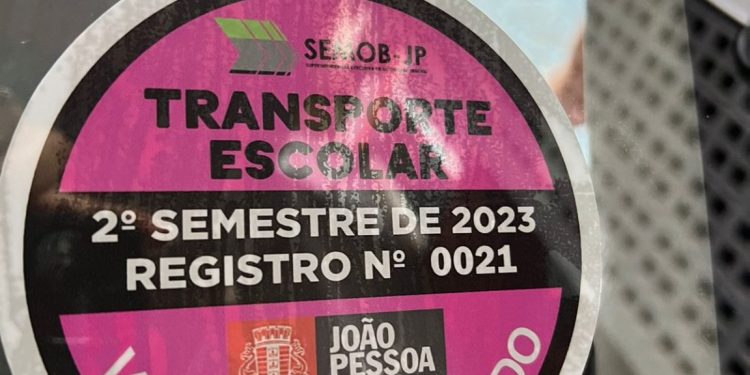 SEMOB-JP
TRANSPORTE
ESCOLAR
2º SEMESTRE DE 2023
REGISTRO Nº 0021
JOÃO
PESSOA